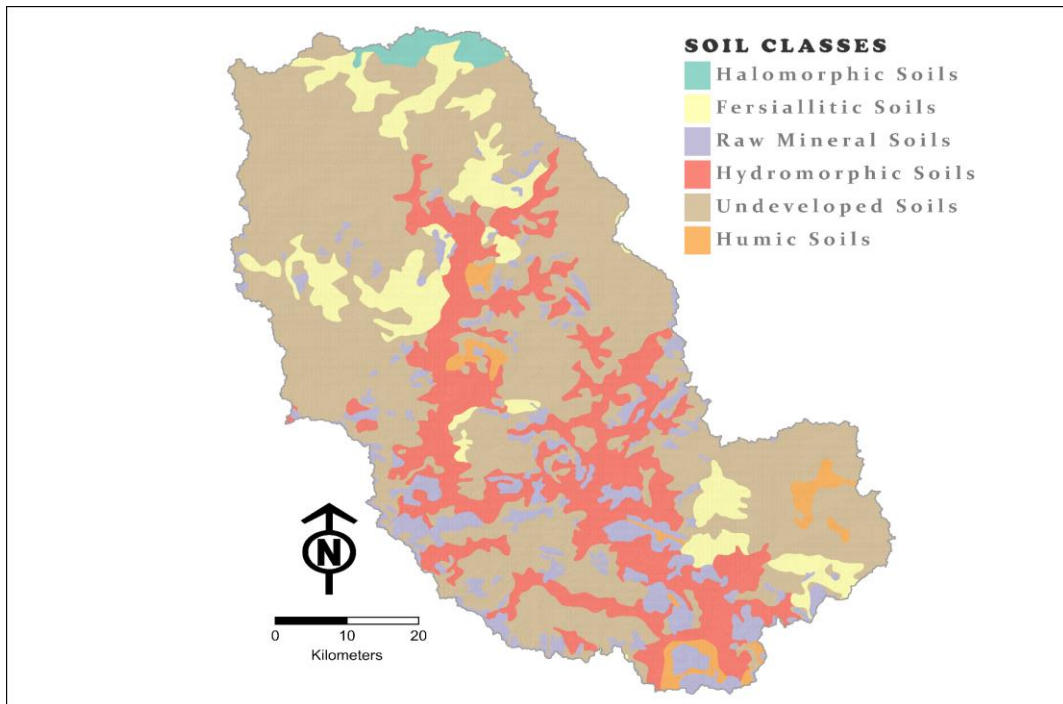 SOIL CLASSES
Halomorphic Soils
Fersiallitic Soils
Raw Mineral Soils
Hydromorphic Soils
Undeveloped Soils
Humic Soils
N
0 10 20
Kilometers